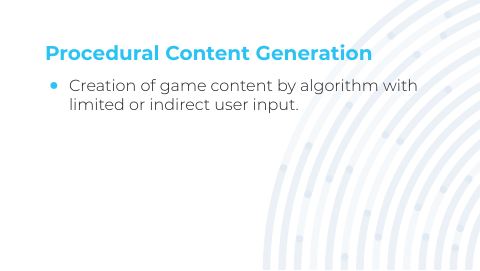 Procedural Content Generation
● Creation of game content by algorithm with
limited or indirect user input.